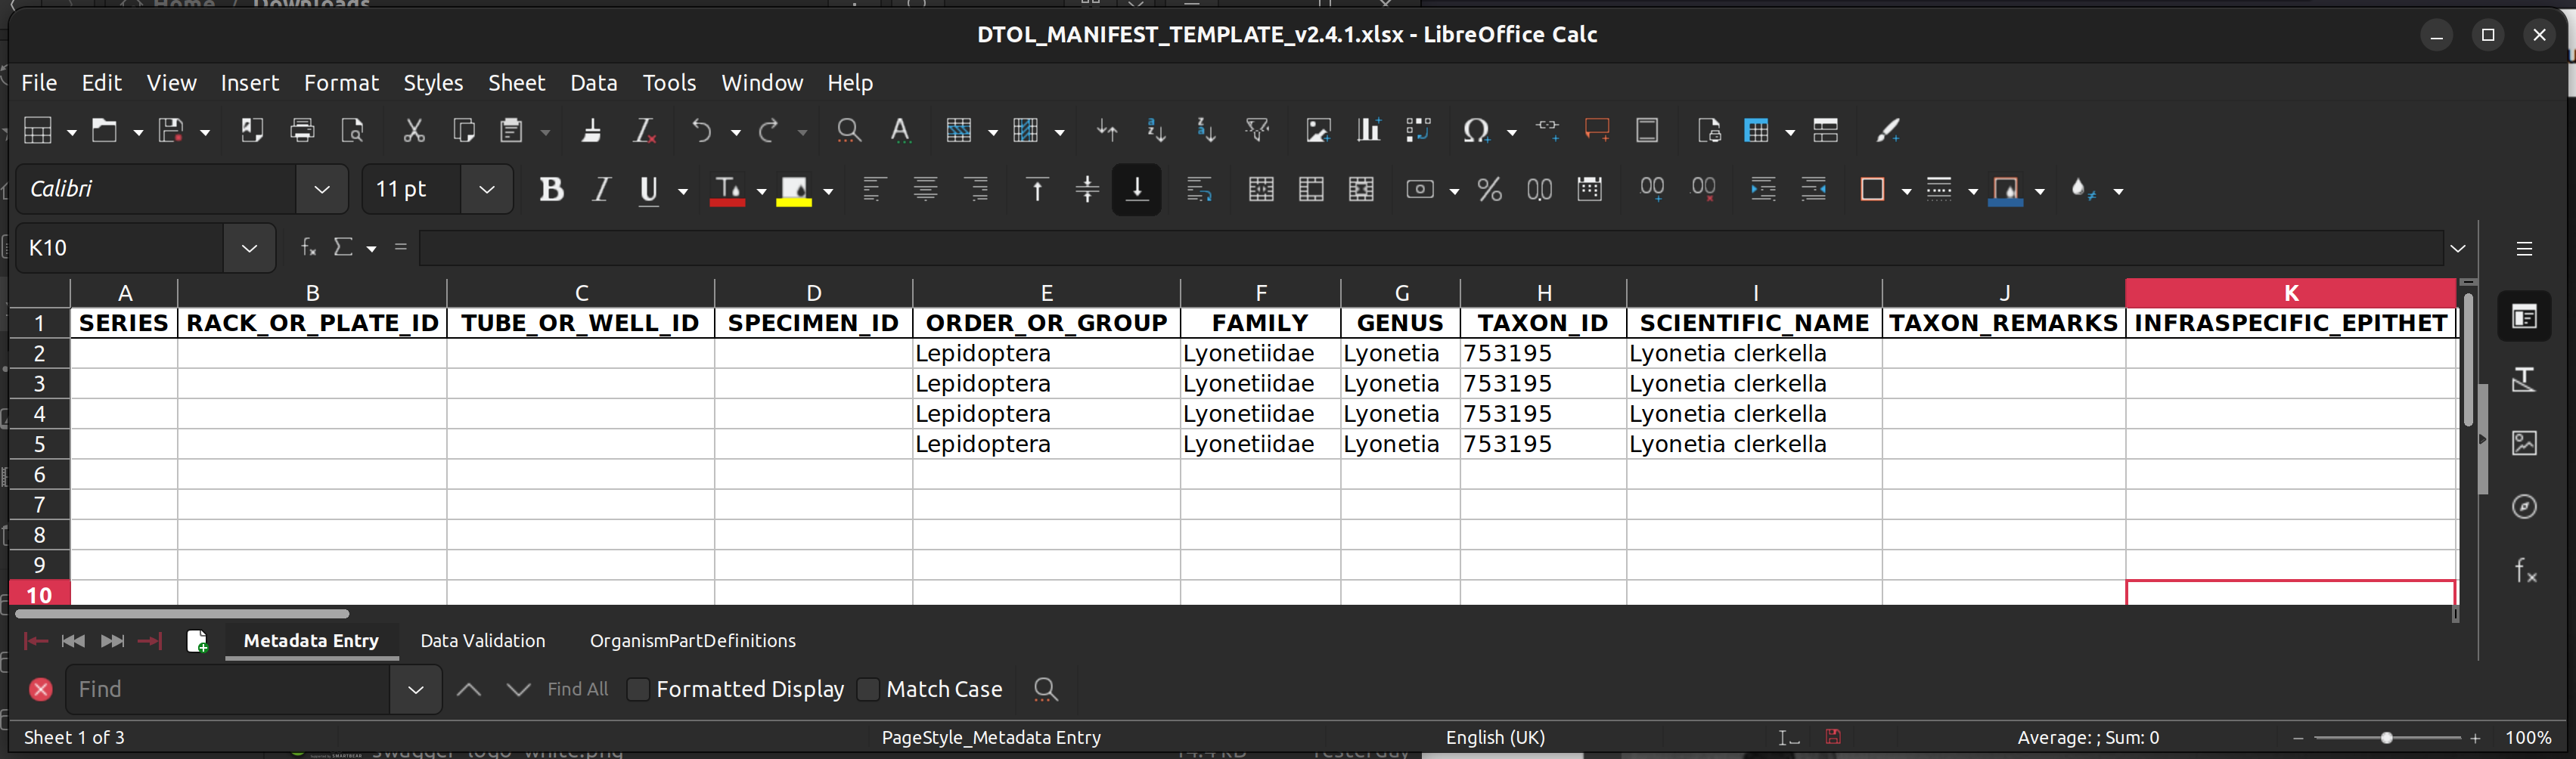 Home / Downloads
DTOL_MANIFEST_TEMPLATE_v2.4.1.xlsx - LibreOffice Calc
File Edit View Insert Format Styles Sheet Data Tools Window Help
Calibri 11 pt
K10
A B C D E F G H I J K
1 SERIES RACK_OR_PLATE_ID TUBE_OR_WELL_ID SPECIMEN_ID ORDER_OR_GROUP FAMILY GENUS TAXON_ID SCIENTIFIC_NAME TAXON_REMARKS INFRASPECIFIC_EPITHET
2 Lepidoptera Lyonetiidae Lyonetia 753195 Lyonetia clerkella
3 Lepidoptera Lyonetiidae Lyonetia 753195 Lyonetia clerkella
4 Lepidoptera Lyonetiidae Lyonetia 753195 Lyonetia clerkella
5 Lepidoptera Lyonetiidae Lyonetia 753195 Lyonetia clerkella
6
7
8
9
10
Metadata Entry Data Validation OrganismPartDefinitions
Find Find All Formatted Display Match Case
Sheet 1 of 3 PageStyle_Metadata Entry English (UK) Average: ; Sum: 0 100%